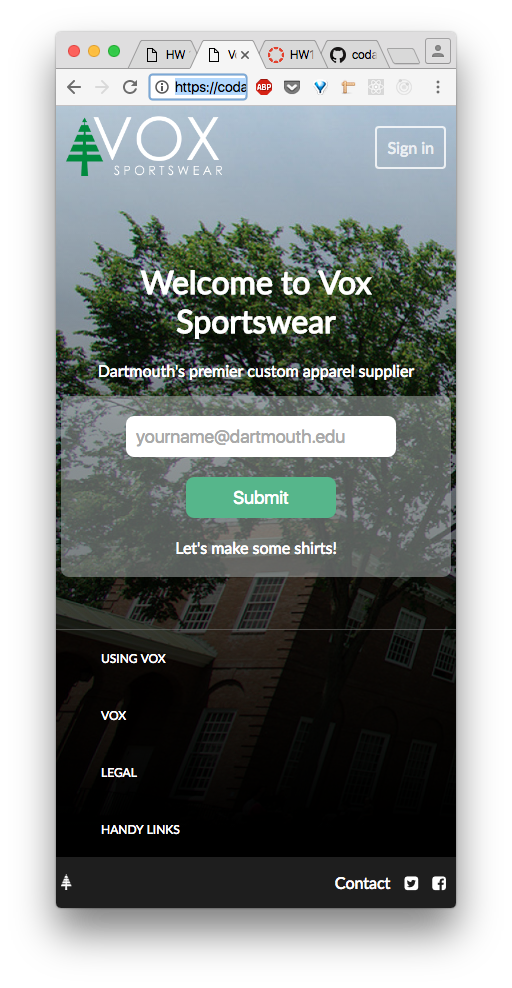 HW
Vo
HW1
coda
https://coda
ABP
VOX
SPORTSWEAR
Sign in
Welcome to Vox
Sportswear
Dartmouth's premier custom apparel supplier
yourname@dartmouth.edu
Submit
Let's make some shirts!
USING VOX
VOX
LEGAL
HANDY LINKS
Contact